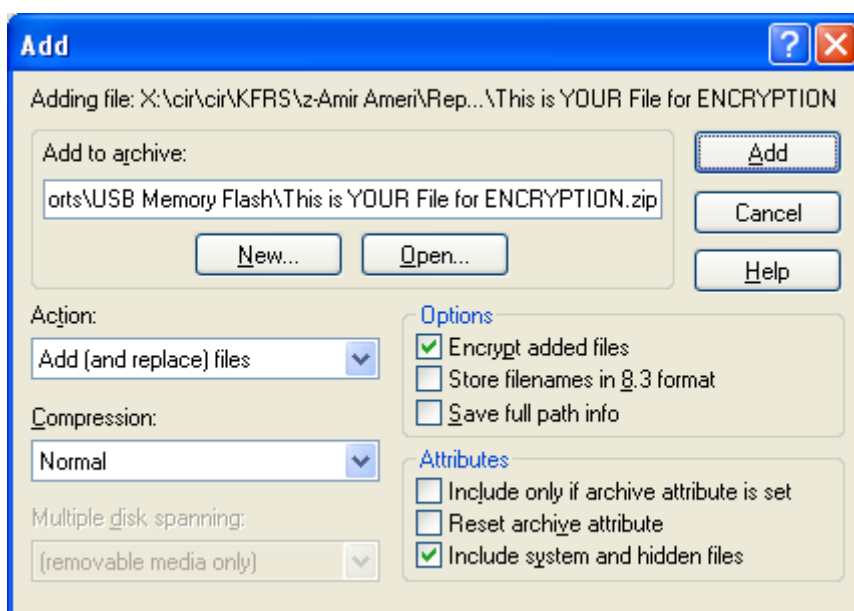 Add
Adding file: X:\cir\cir\KFRS\z-Amir Ameri\Rep...\This is YOUR File for ENCRYPTION
Add to archive:
orts\USB Memory Flash\This is YOUR File for ENCRYPTION.zip
New...
Open...
Add
Cancel
Help
Action:
Add (and replace) files
Compression:
Normal
Multiple disk spanning:
(removable media only)
Options
Encrypt added files
Store filenames in 8.3 format
Save full path info
Attributes
Include only if archive attribute is set
Reset archive attribute
Include system and hidden files